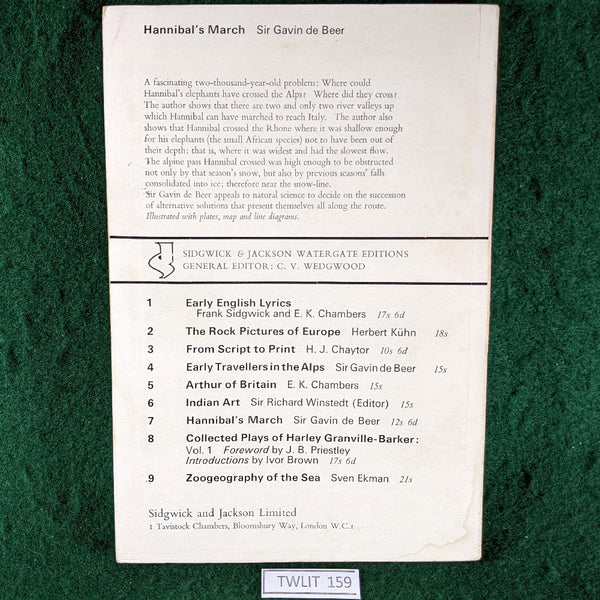 Hannibal's March Sir Gavin de Beer
A fascinating two-thousand-year-old problem: Where could
Hannibal's elephants have crossed the Alps? Where did they cross?
The author shows that there are two and only two river valleys up
which Hannibal can have marched to reach Italy. The author also
shows that Hannibal crossed the Rhone where it was shallow enough
for his elephants (the small African species) not to have been out of
their depth; that is, where it was widest and had the slowest flow.
The alpine pass Hannibal crossed was high enough to be obstructed
not only by that season's snow, but also by previous seasons' falls
consolidated into ice; therefore near the snow-line.
Sir Gavin de Beer appeals to natural science to decide on the succession
of alternative solutions that present themselves all along the route.
Illustrated with plates, map and line diagrams.
SIDGWICK & JACKSON WATERGATE EDITIONS
GENERAL EDITOR: C. V. WEDGWOOD
1 Early English Lyrics
Frank Sidgwick and E. K. Chambers 17s 6d
2 The Rock Pictures of Europe Herbert Kühn 18s
3 From Script to Print H. J. Chaytor 10s 6d
4 Early Travellers in the Alps Sir Gavin de Beer 15s
5 Arthur of Britain E. K. Chambers 15s
6 Indian Art Sir Richard Winstedt (Editor) 15s
7 Hannibal's March Sir Gavin de Beer 12s 6d
8 Collected Plays of Harley Granville-Barker:
Vol. 1 Foreword by J. B. Priestley
Introductions by Ivor Brown 17s 6d
9 Zoogeography of the Sea Sven Ekman 21s
Sidgwick and Jackson Limited
1 Tavistock Chambers, Bloomsbury Way, London W.C.1
TWLIT 159